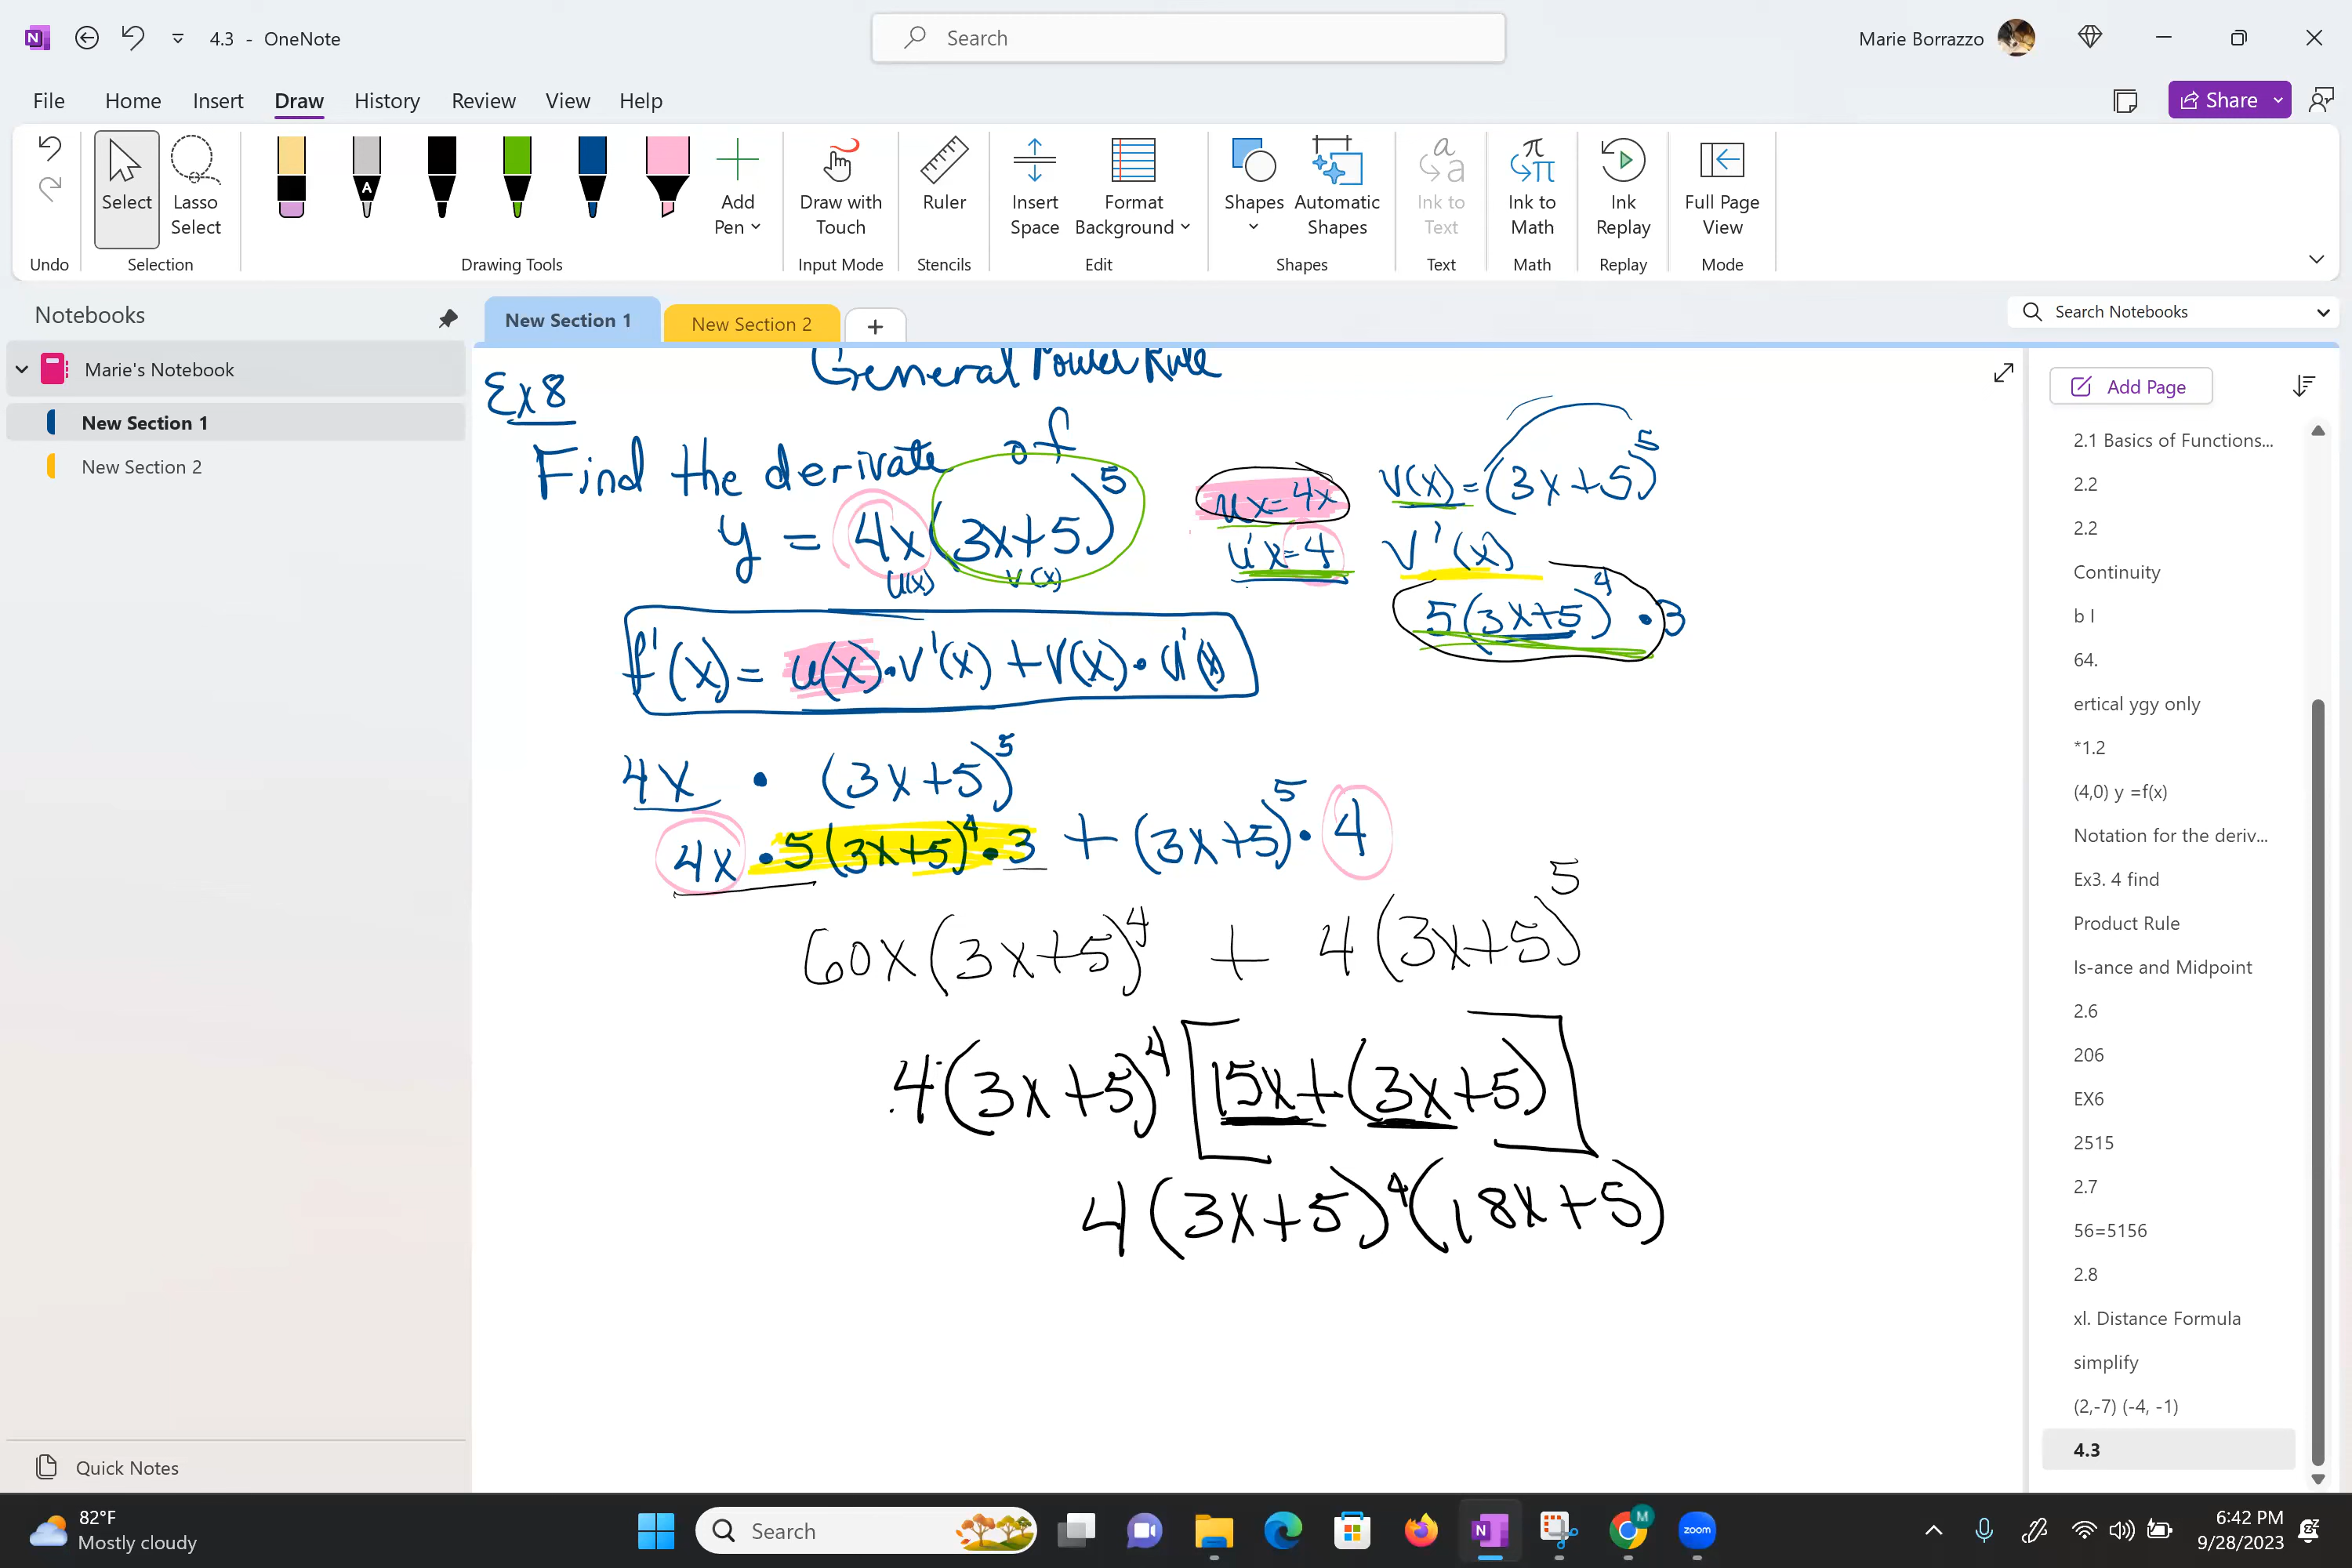 4.3 - OneNote
Search
Marie Borrazzo
File Home Insert Draw History Review View Help
Share
Undo
Select
Lasso Select
Selection
A
Drawing Tools
Add Pen
Draw with Touch
Input Mode
Ruler
Stencils
Insert Space
Format Background
Edit
Shapes
Automatic Shapes
Shapes
Ink to Text
Text
Ink to Math
Math
Ink Replay
Replay
Full Page View
Mode
Notebooks
Marie's Notebook
New Section 1
New Section 2
Quick Notes
New Section 1
New Section 2
+
Search Notebooks
General Power Rule
Ex 8
Find the derivate of
y = 4x(3x+5)^5
u(x) v(x)
ux=4x
u'x=4
v(x)=(3x+5)^5
v'(x)
5(3x+5)^4 • 3
f'(x) = u(x)•v'(x)+v(x)•u'(x)
4x • (3x+5)^5
4x • 5(3x+5)^4 • 3 + (3x+5)^5 • 4
60x(3x+5)^4 + 4(3x+5)^5
4(3x+5)^4 [15x+(3x+5)]
4(3x+5)^4(18x+5)
Add Page
2.1 Basics of Functions...
2.2
2.2
Continuity
b I
64.
ertical ygy only
*1.2
(4,0) y =f(x)
Notation for the deriv...
Ex3. 4 find
Product Rule
Is-ance and Midpoint
2.6
206
EX6
2515
2.7
56=5156
2.8
xl. Distance Formula
simplify
(2,-7) (-4, -1)
4.3
82°F
Mostly cloudy
Search
N
M
zoom
6:42 PM
9/28/2023